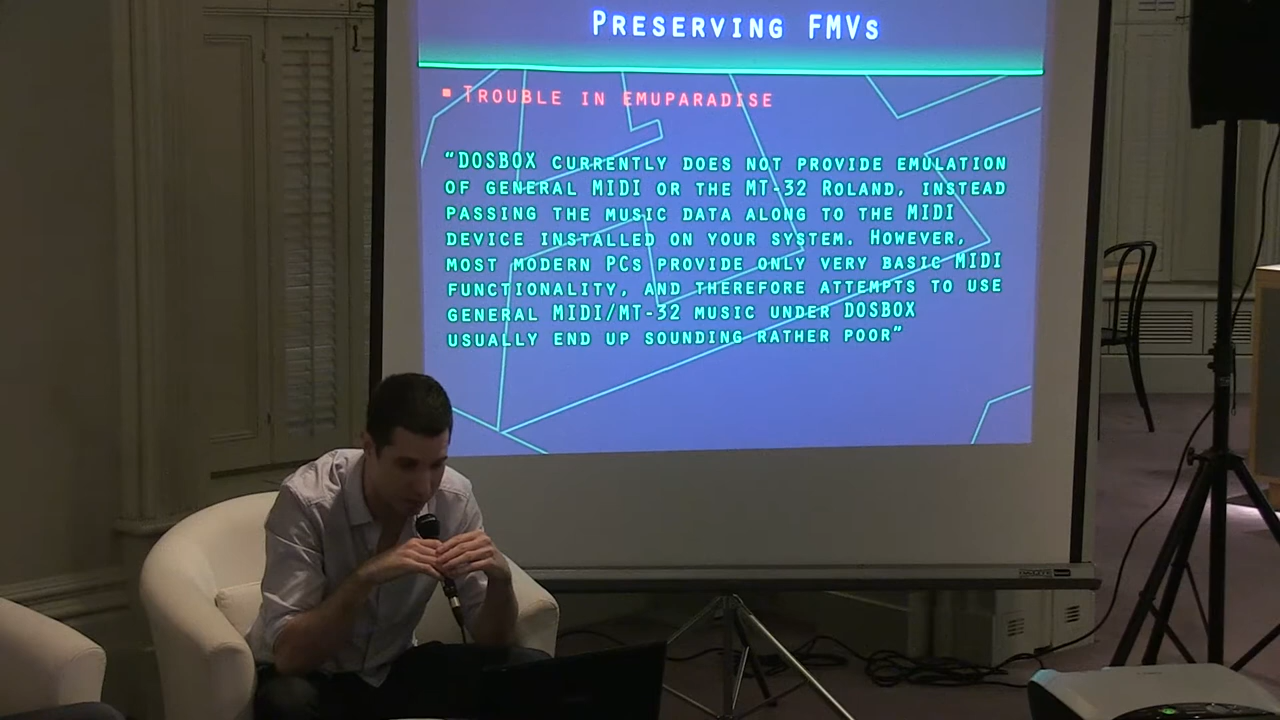 PRESERVING FMVS
▪ TROUBLE IN EMUPARADISE
“DOSBOX CURRENTLY DOES NOT PROVIDE EMULATION
OF GENERAL MIDI OR THE MT-32 ROLAND, INSTEAD
PASSING THE MUSIC DATA ALONG TO THE MIDI
DEVICE INSTALLED ON YOUR SYSTEM. HOWEVER,
MOST MODERN PCS PROVIDE ONLY VERY BASIC MIDI
FUNCTIONALITY, AND THEREFORE ATTEMPTS TO USE
GENERAL MIDI/MT-32 MUSIC UNDER DOSBOX
USUALLY END UP SOUNDING RATHER POOR”